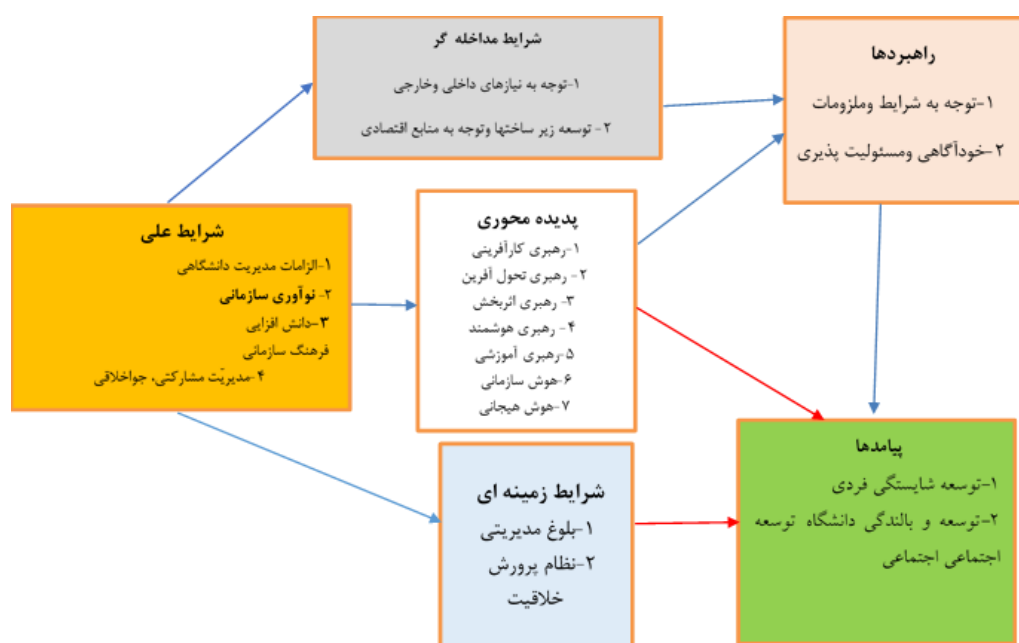 شرایط مداخله گر
۱-توجه به نیازهای داخلی وخارجی
۲- توسعه زیر ساختها وتوجه به منابع اقتصادی
راهبردها
۱-توجه به شرایط وملزومات
۲-خودآگاهی ومسئولیت پذیری
شرایط علی
۱-الزامات مدیریت دانشگاهی
۲- نوآوری سازمانی
۳-دانش افزایی
فرهنگ سازمانی
۴-مدیریّت مشارکتی، جواخلاقی
پدیده محوری
۱-رهبری کارآفرینی
۲- رهبری تحول آفرین
۳- رهبری اثربخش
۴- رهبری هوشمند
۵-رهبری آموزشی
۶-هوش سازمانی
۷-هوش هیجانی
شرایط زمینه ای
۱-بلوغ مدیریتی
۲-نظام پرورش
خلاقیت
پیامدها
۱-توسعه شایستگی فردی
۲-توسعه و بالندگی دانشگاه توسعه
اجتماعی اجتماعی